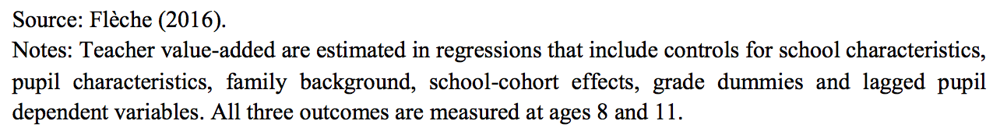 Source: Flèche (2016).
Notes: Teacher value-added are estimated in regressions that include controls for school characteristics,
pupil characteristics, family background, school-cohort effects, grade dummies and lagged pupil
dependent variables. All three outcomes are measured at ages 8 and 11.